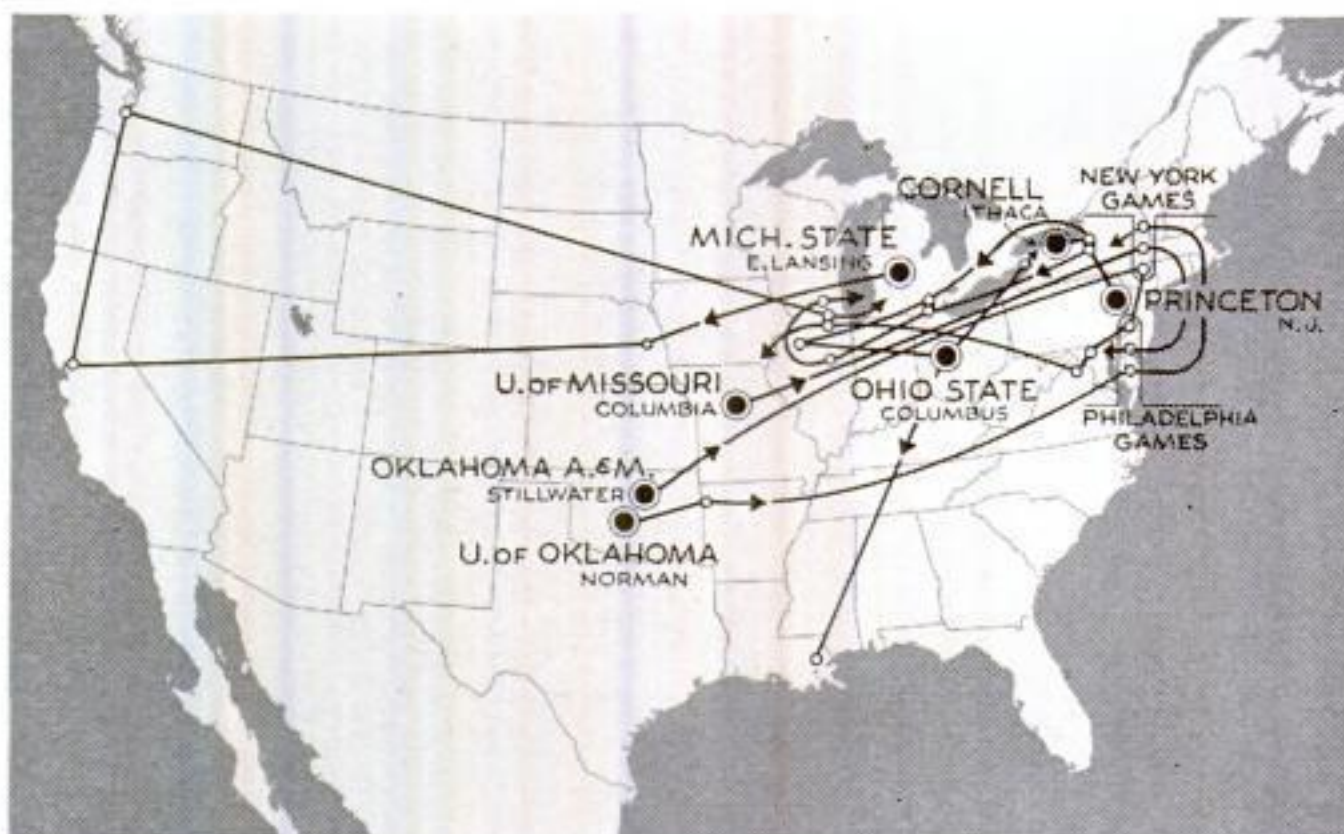 CORNELL
ITHACA
NEW YORK
GAMES
MICH. STATE
E. LANSING
PRINCETON
N.J.
U. OF MISSOURI
COLUMBIA
OHIO STATE
COLUMBUS
PHILADELPHIA
GAMES
OKLAHOMA A.&M.
STILLWATER
U. OF OKLAHOMA
NORMAN